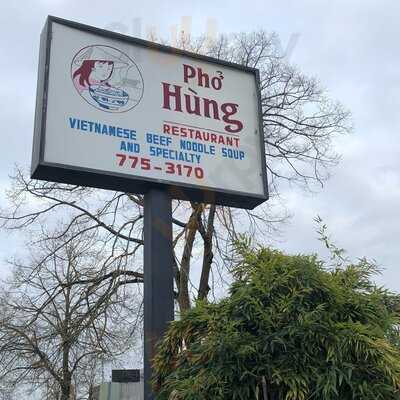 Phở
Hùng
RESTAURANT
VIETNAMESE BEEF NOODLE SOUP
AND SPECIALTY
775-3170